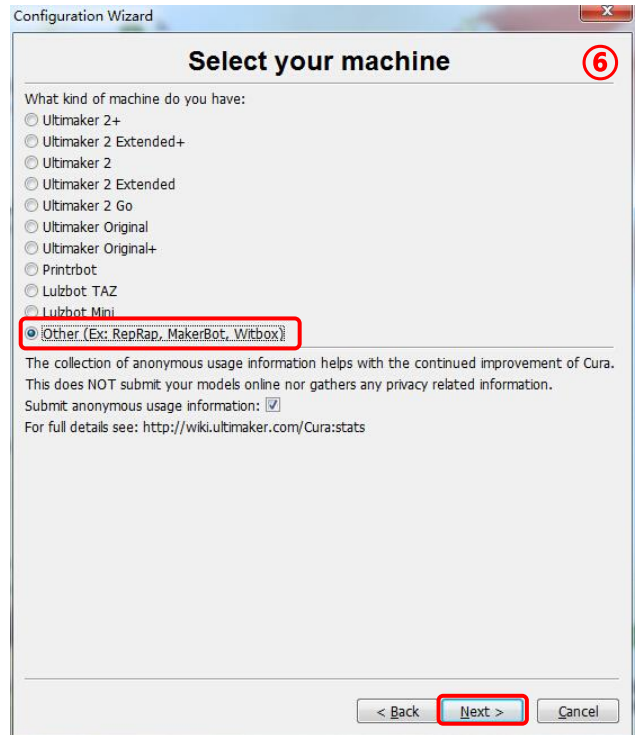 Configuration Wizard
x
Select your machine
⑥
What kind of machine do you have:
Ultimaker 2+
Ultimaker 2 Extended+
Ultimaker 2
Ultimaker 2 Extended
Ultimaker 2 Go
Ultimaker Original
Ultimaker Original+
Printrbot
Lulzbot TAZ
Lulzbot Mini
Other (Ex: RepRap, MakerBot, Witbox)
The collection of anonymous usage information helps with the continued improvement of Cura.
This does NOT submit your models online nor gathers any privacy related information.
Submit anonymous usage information:
For full details see: http://wiki.ultimaker.com/Cura:stats
< Back Next > Cancel